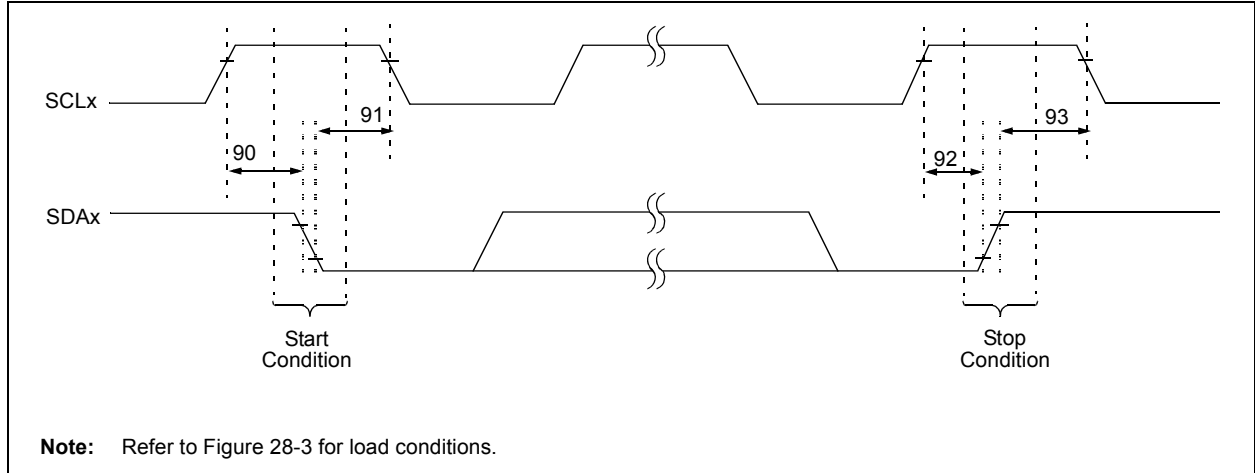 SCLx
91
93
90
92
SDAx
Start
Condition
Stop
Condition
Note: Refer to Figure 28-3 for load conditions.